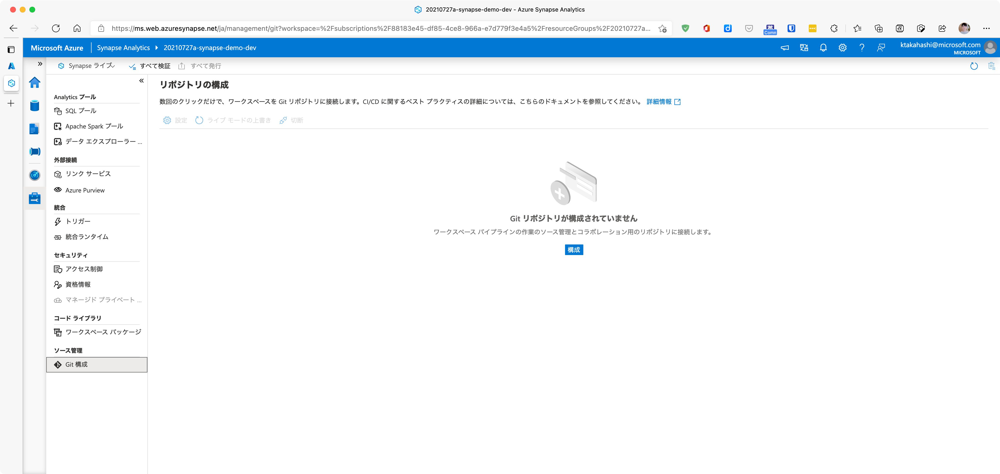 20210727a-synapse-demo-dev - Azure Synapse Analytics
https://ms.web.azuresynapse.net/ja/management/git?workspace=%2Fsubscriptions%2F88183e45-df85-4ce8-966a-e7d779f3e4a5%2FresourceGroups%2F20210727a...
Comn
Microsoft Azure
Synapse Analytics
20210727a-synapse-demo-dev
ktakahashi@microsoft.com
MICROSOFT
Synapse ライブ
すべて検証
すべて発行
Analytics プール
SQL プール
Apache Spark プール
データ エクスプローラー ...
外部接続
リンク サービス
Azure Purview
統合
トリガー
統合ランタイム
セキュリティ
アクセス制御
資格情報
マネージド プライベート ...
コード ライブラリ
ワークスペース パッケージ
ソース管理
Git 構成
リポジトリの構成
数回のクリックだけで、ワークスペースを Git リポジトリに接続します。CI/CD に関するベスト プラクティスの詳細については、こちらのドキュメントを参照してください。 詳細情報
設定
ライブ モードの上書き
切断
Git リポジトリが構成されていません
ワークスペース パイプラインの作業のソース管理とコラボレーション用のリポジトリに接続します。
構成